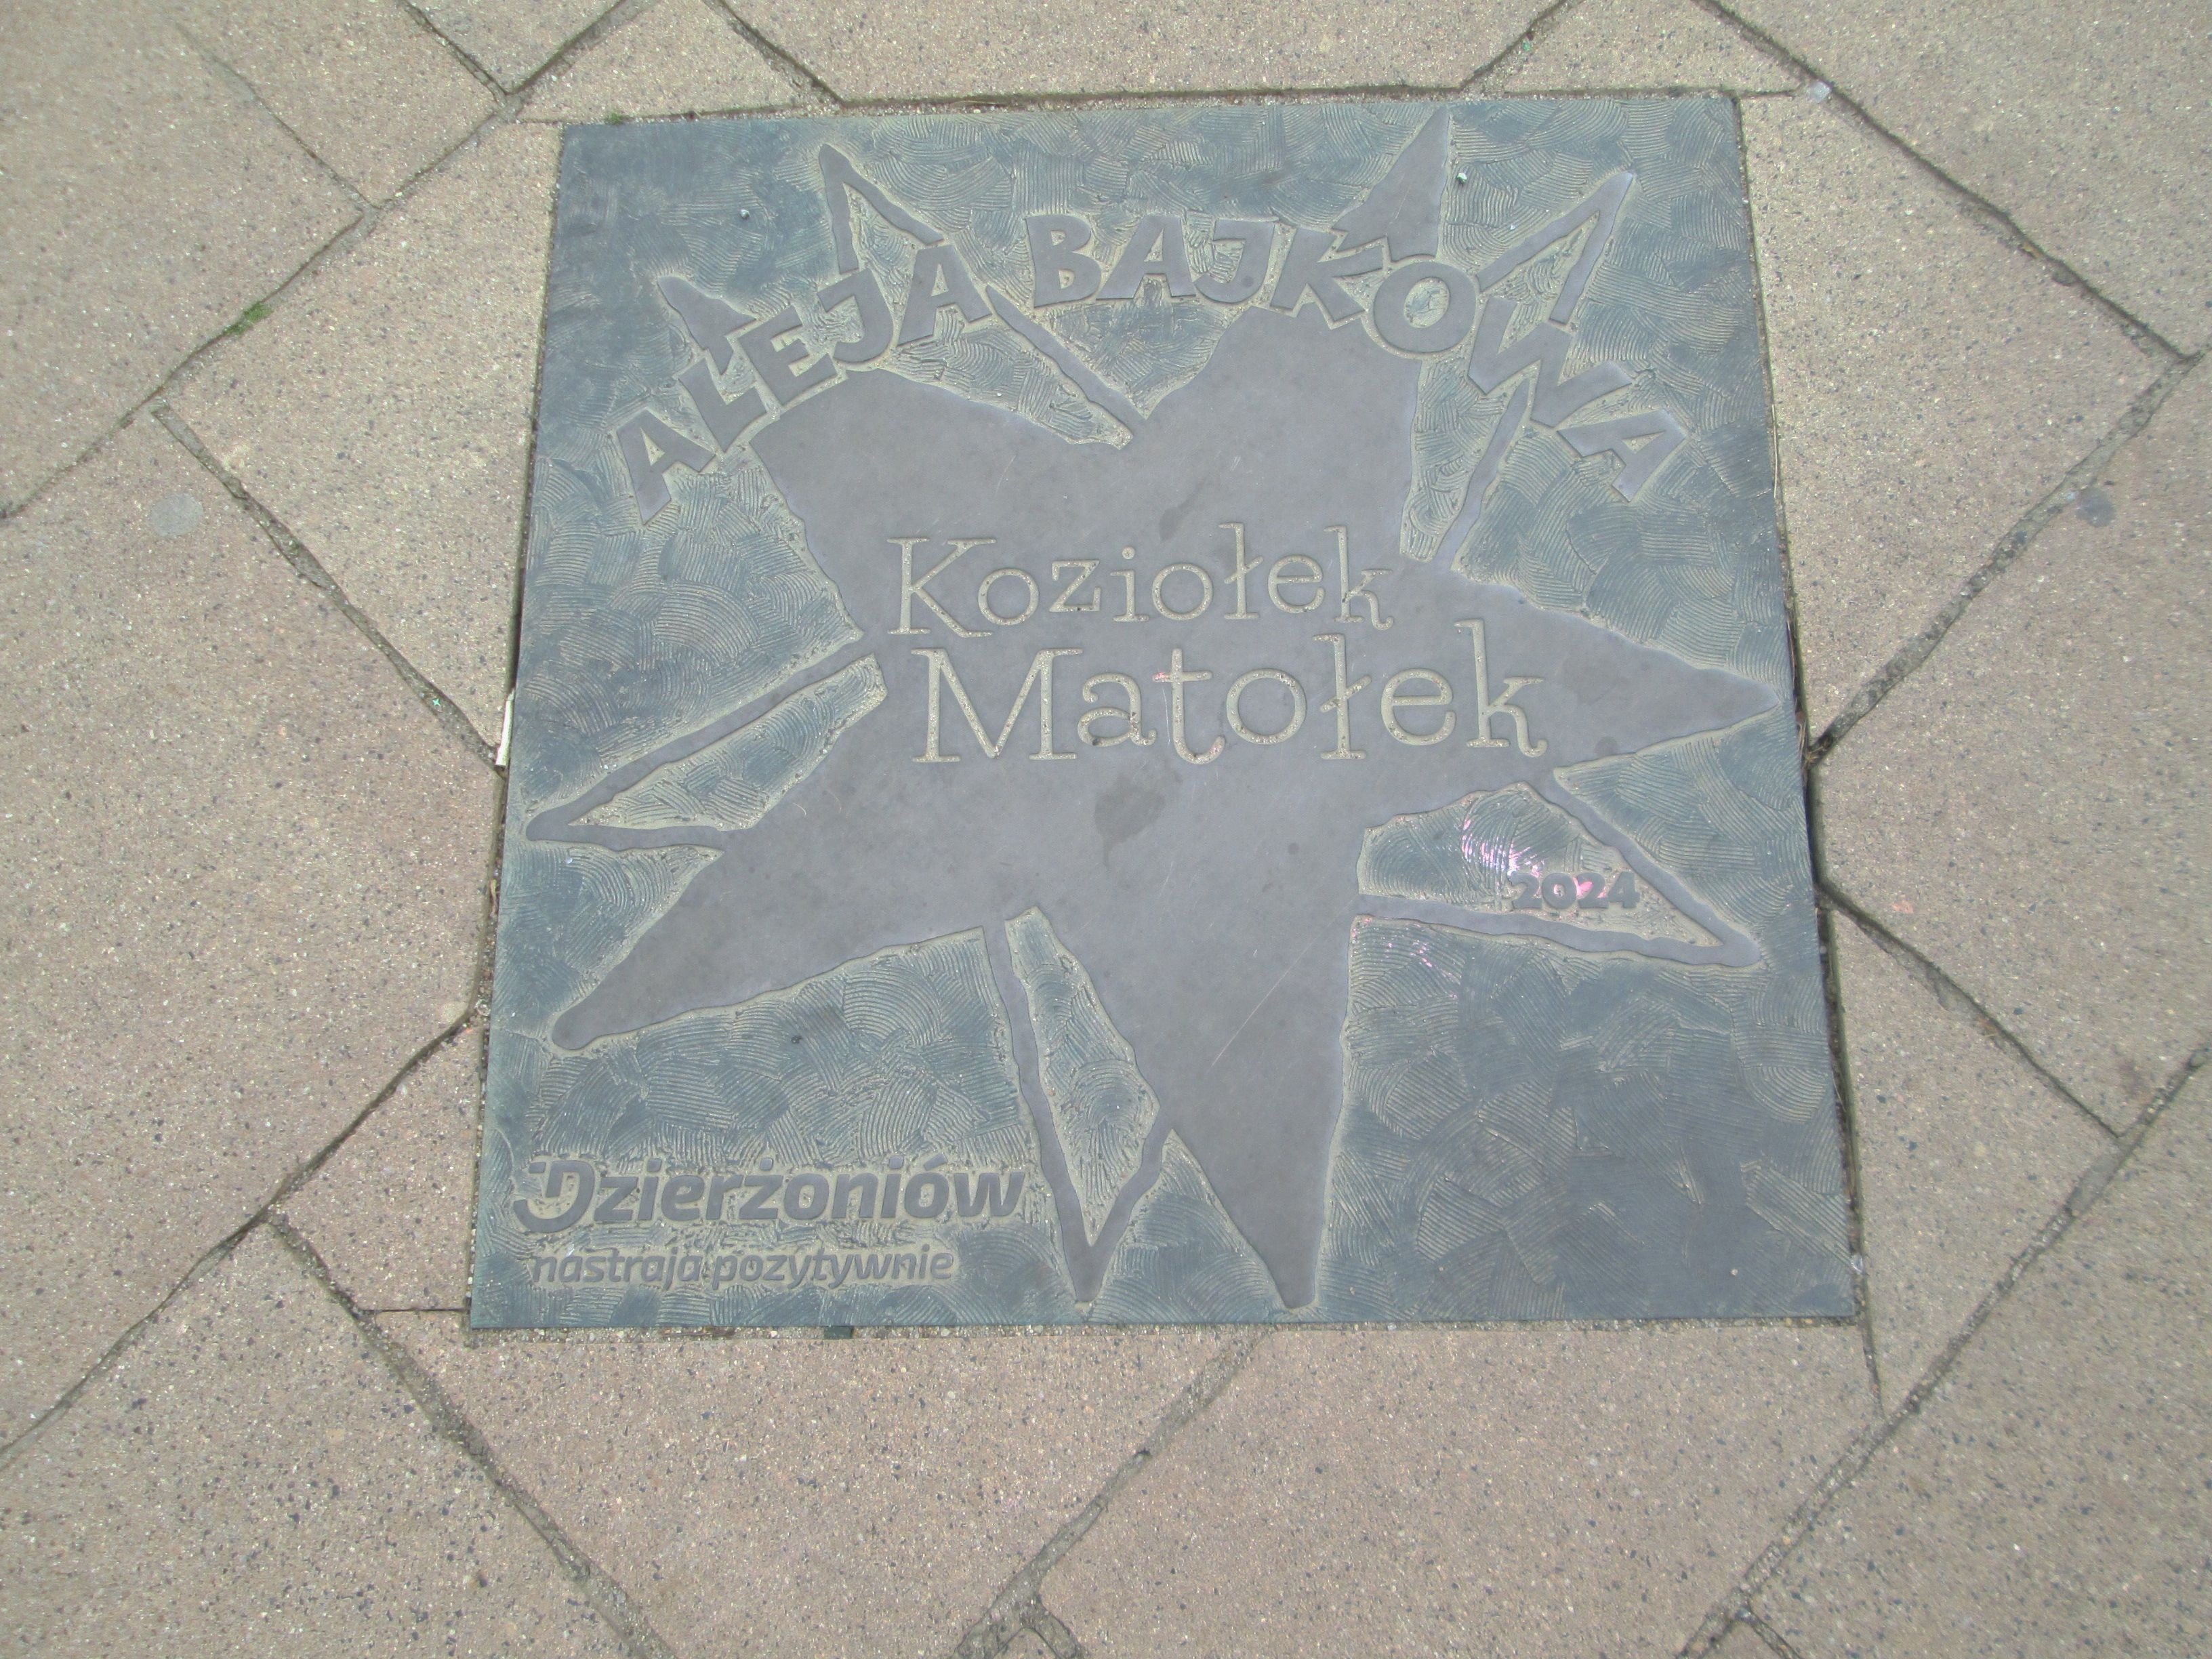 ALEJA BAJKOWA
Koziołek
Matołek
2024
Dzierżoniów
nastraja pozytywnie